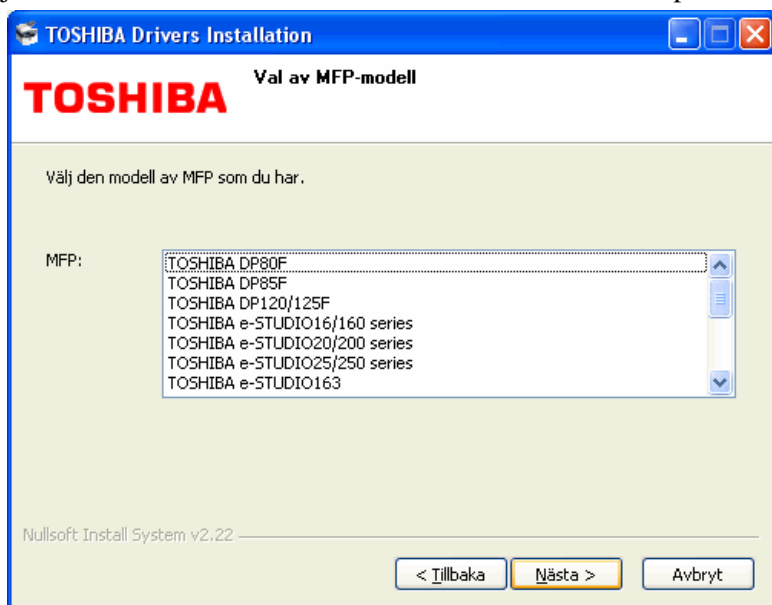 TOSHIBA Drivers Installation
TOSHIBA
Val av MFP-modell
Välj den modell av MFP som du har.
MFP:
TOSHIBA DP80F
TOSHIBA DP85F
TOSHIBA DP120/125F
TOSHIBA e-STUDIO16/160 series
TOSHIBA e-STUDIO20/200 series
TOSHIBA e-STUDIO25/250 series
TOSHIBA e-STUDIO163
Nullsoft Install System v2.22
< Tillbaka
Nästa >
Avbryt